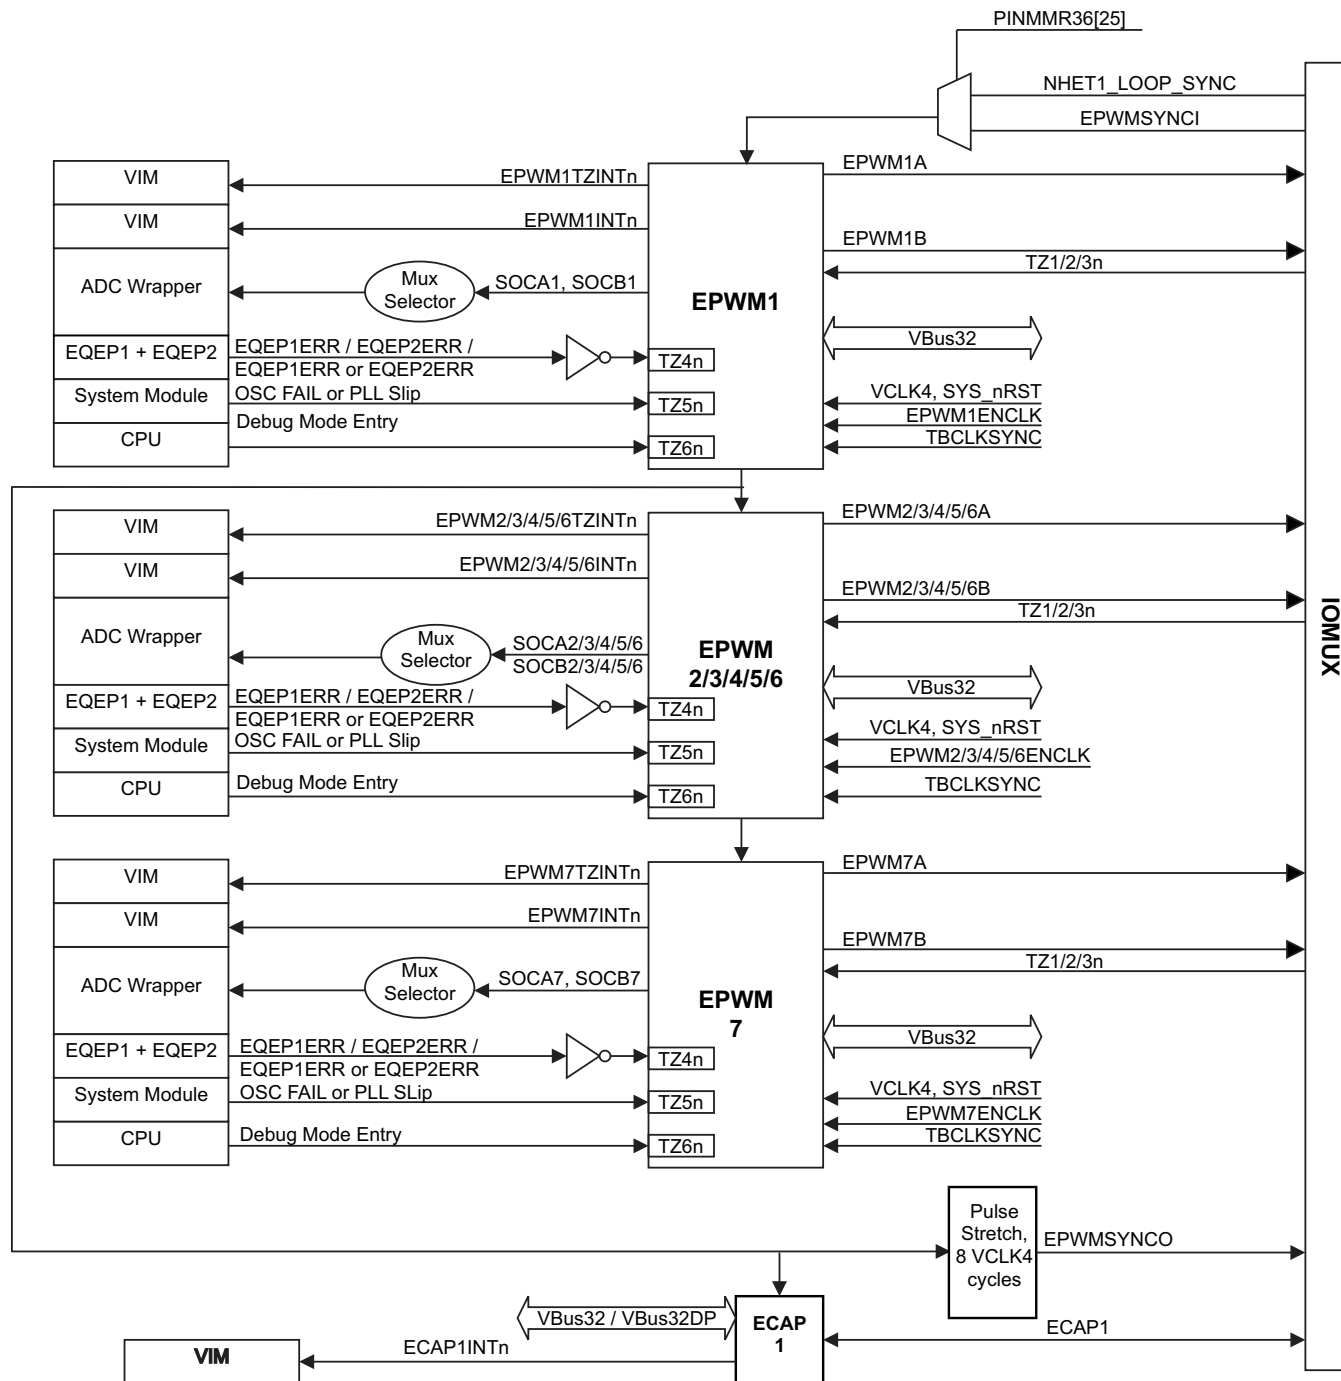 PINMMR36[25]
NHET1_LOOP_SYNC
EPWMSYNCI
VIM
EPWM1TZINTn
EPWM1A
VIM
EPWM1INTn
EPWM1B
TZ1/2/3n
ADC Wrapper
Mux
Selector
SOCA1, SOCB1
EPWM1
VBus32
EQEP1 + EQEP2
EQEP1ERR / EQEP2ERR /
EQEP1ERR or EQEP2ERR
TZ4n
System Module
OSC FAIL or PLL Slip
TZ5n
VCLK4, SYS_nRST
EPWM1ENCLK
CPU
Debug Mode Entry
TZ6n
TBCLKSYNC
VIM
EPWM2/3/4/5/6TZINTn
EPWM2/3/4/5/6A
VIM
EPWM2/3/4/5/6INTn
EPWM2/3/4/5/6B
TZ1/2/3n
ADC Wrapper
Mux
Selector
SOCA2/3/4/5/6
SOCB2/3/4/5/6
EPWM
2/3/4/5/6
VBus32
IOMUX
EQEP1 + EQEP2
EQEP1ERR / EQEP2ERR /
EQEP1ERR or EQEP2ERR
TZ4n
System Module
OSC FAIL or PLL Slip
TZ5n
VCLK4, SYS_nRST
EPWM2/3/4/5/6ENCLK
CPU
Debug Mode Entry
TZ6n
TBCLKSYNC
VIM
EPWM7TZINTn
EPWM7A
VIM
EPWM7INTn
EPWM7B
TZ1/2/3n
ADC Wrapper
Mux
Selector
SOCA7, SOCB7
EPWM
7
VBus32
EQEP1 + EQEP2
EQEP1ERR / EQEP2ERR /
EQEP1ERR or EQEP2ERR
TZ4n
System Module
OSC FAIL or PLL SLip
TZ5n
VCLK4, SYS_nRST
EPWM7ENCLK
CPU
Debug Mode Entry
TZ6n
TBCLKSYNC
Pulse
Stretch,
8 VCLK4
cycles
EPWMSYNCO
VBus32 / VBus32DP
ECAP
1
ECAP1
VIM
ECAP1INTn